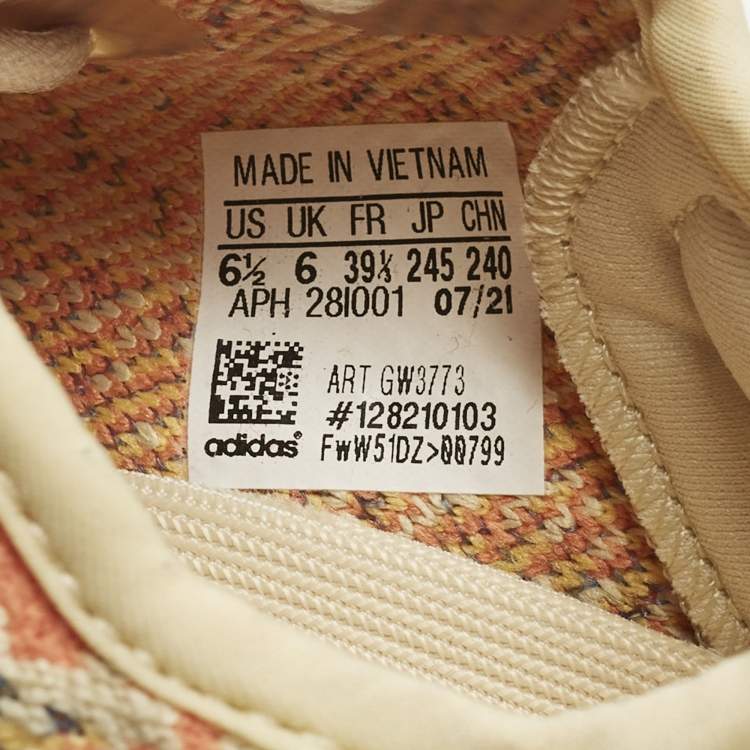 MADE IN VIETNAM
US UK FR JP CHN
6½ 6 39⅓ 245 240
APH 28I001 07/21
ART GW3773
#128210103
adidas® FwW51DZ>00799